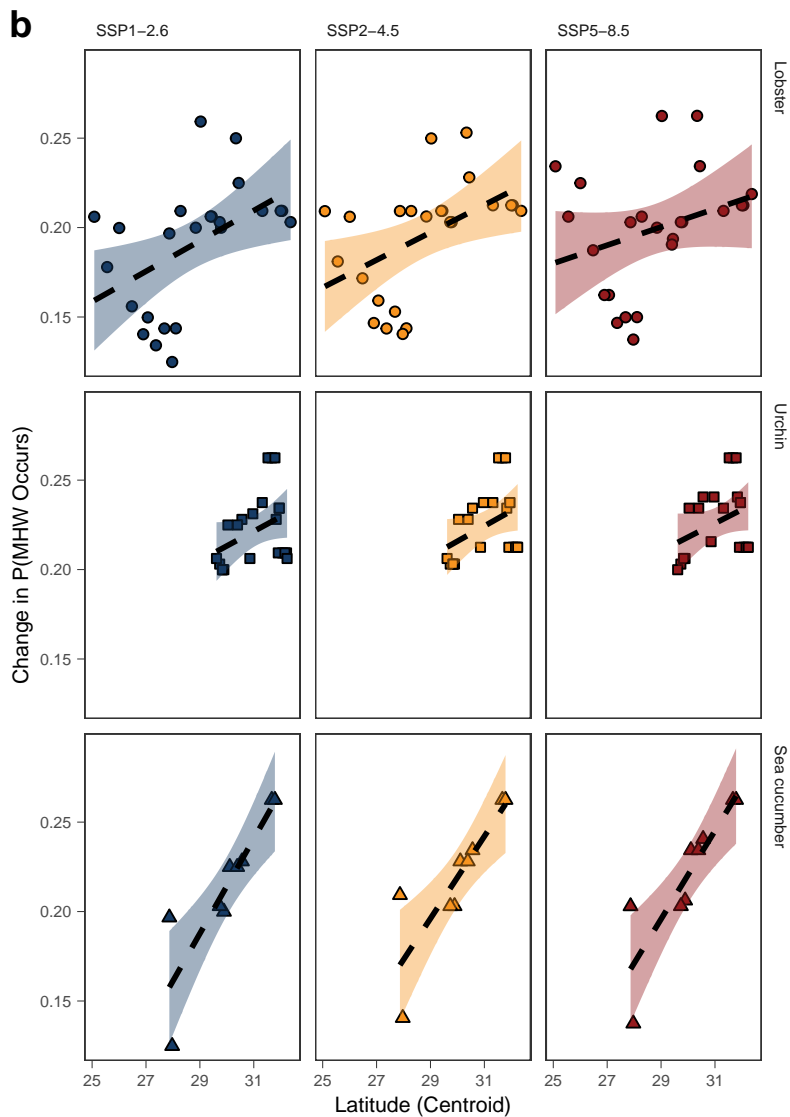 b
SSP1−2.6 SSP2−4.5 SSP5−8.5
Lobster
0.25
0.20
0.15
Urchin
0.25
0.20
0.15
Sea cucumber
0.25
0.20
0.15
Change in P(MHW Occurs)
25 27 29 31 25 27 29 31 25 27 29 31
Latitude (Centroid)